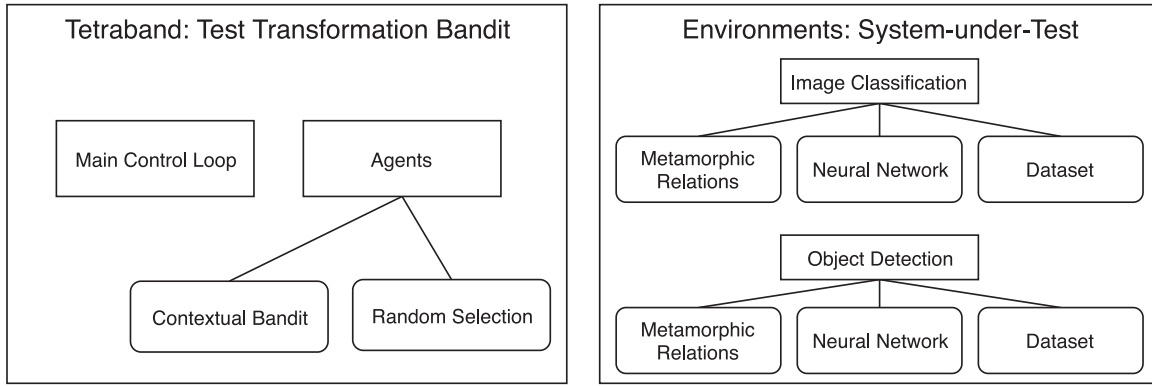 Tetraband: Test Transformation Bandit
Main Control Loop
Agents
Contextual Bandit
Random Selection
Environments: System-under-Test
Image Classification
Metamorphic
Relations
Neural Network
Dataset
Object Detection
Metamorphic
Relations
Neural Network
Dataset